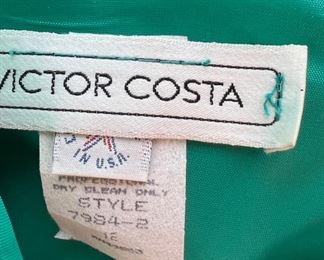 VICTOR COSTA
IN U.S.A.
PROFESSIONAL
DRY CLEAN ONLY
STYLE
7984-2
12